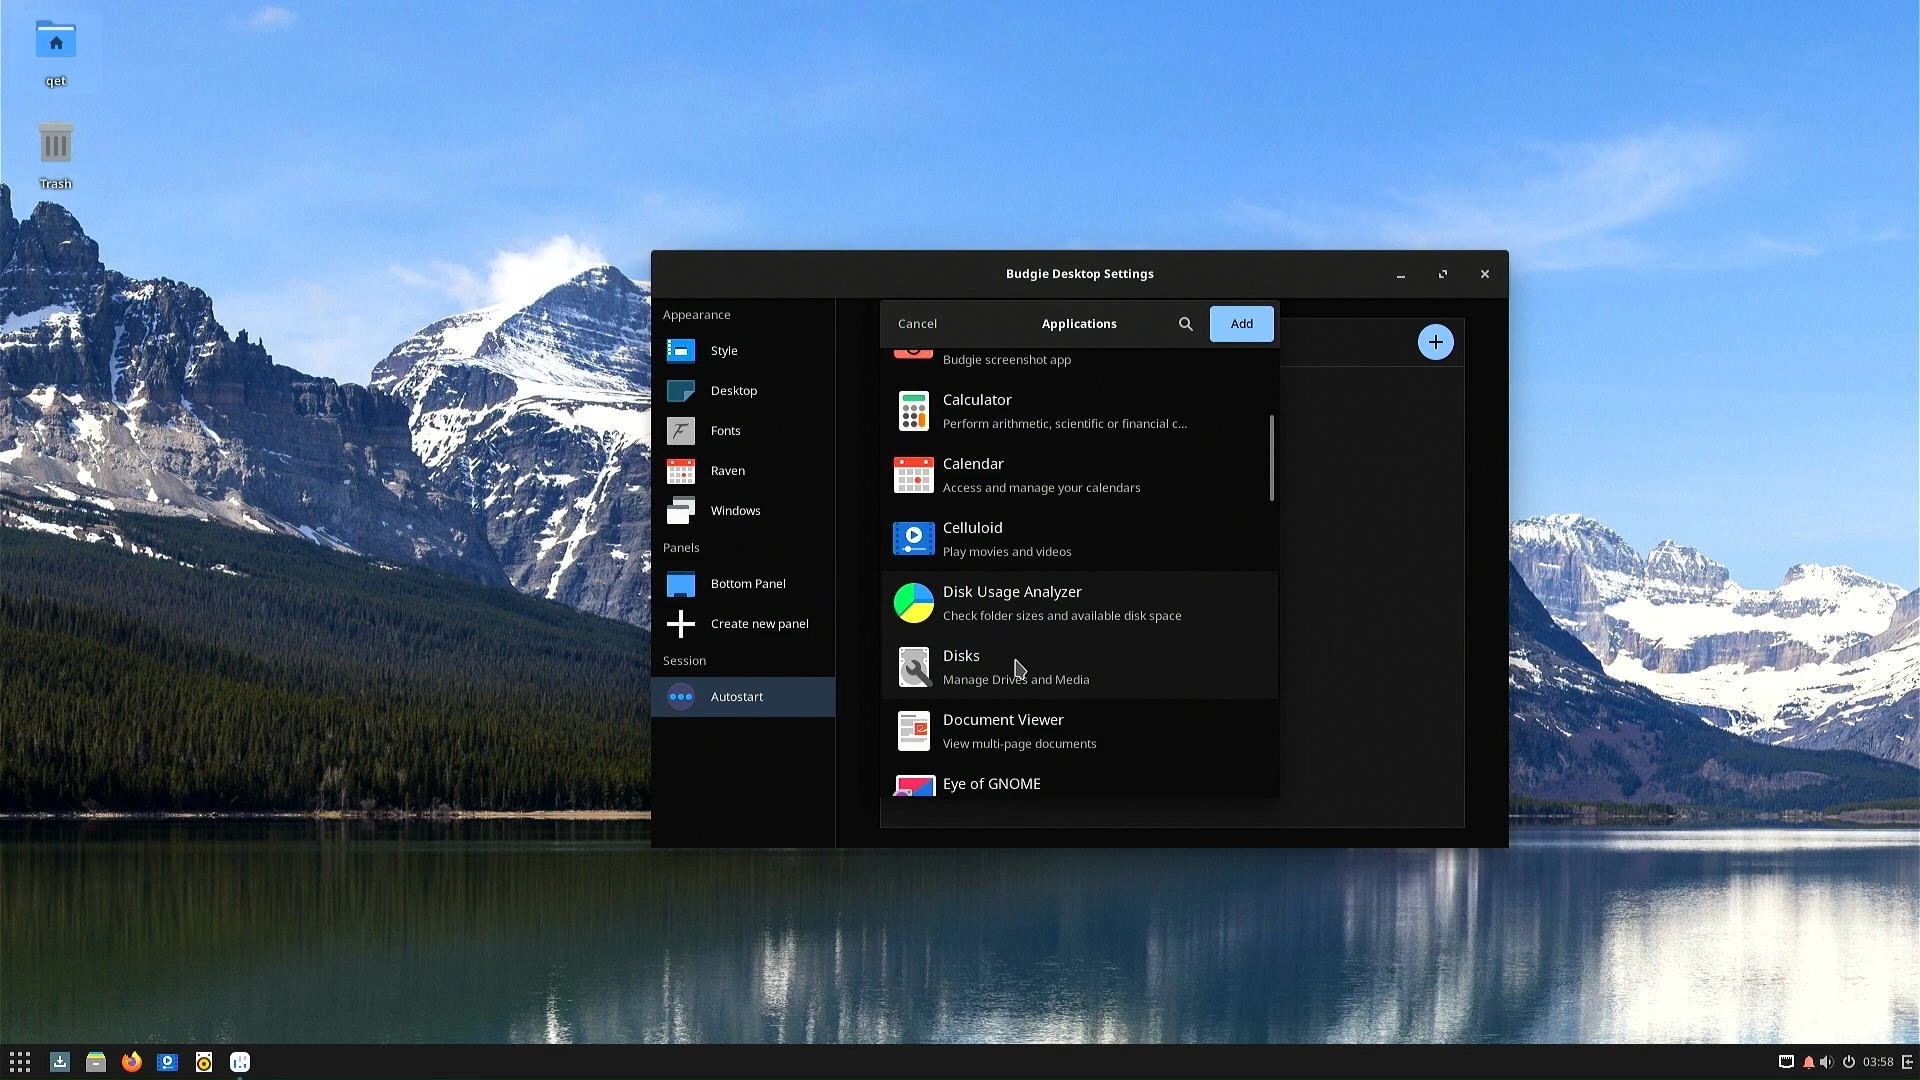 qet
Trash
Budgie Desktop Settings
Appearance
Style
Desktop
Fonts
Raven
Windows
Panels
Bottom Panel
Create new panel
Session
Autostart
Cancel
Applications
Add
Budgie screenshot app
Calculator
Perform arithmetic, scientific or financial c...
Calendar
Access and manage your calendars
Celluloid
Play movies and videos
Disk Usage Analyzer
Check folder sizes and available disk space
Disks
Manage Drives and Media
Document Viewer
View multi-page documents
Eye of GNOME
03:58